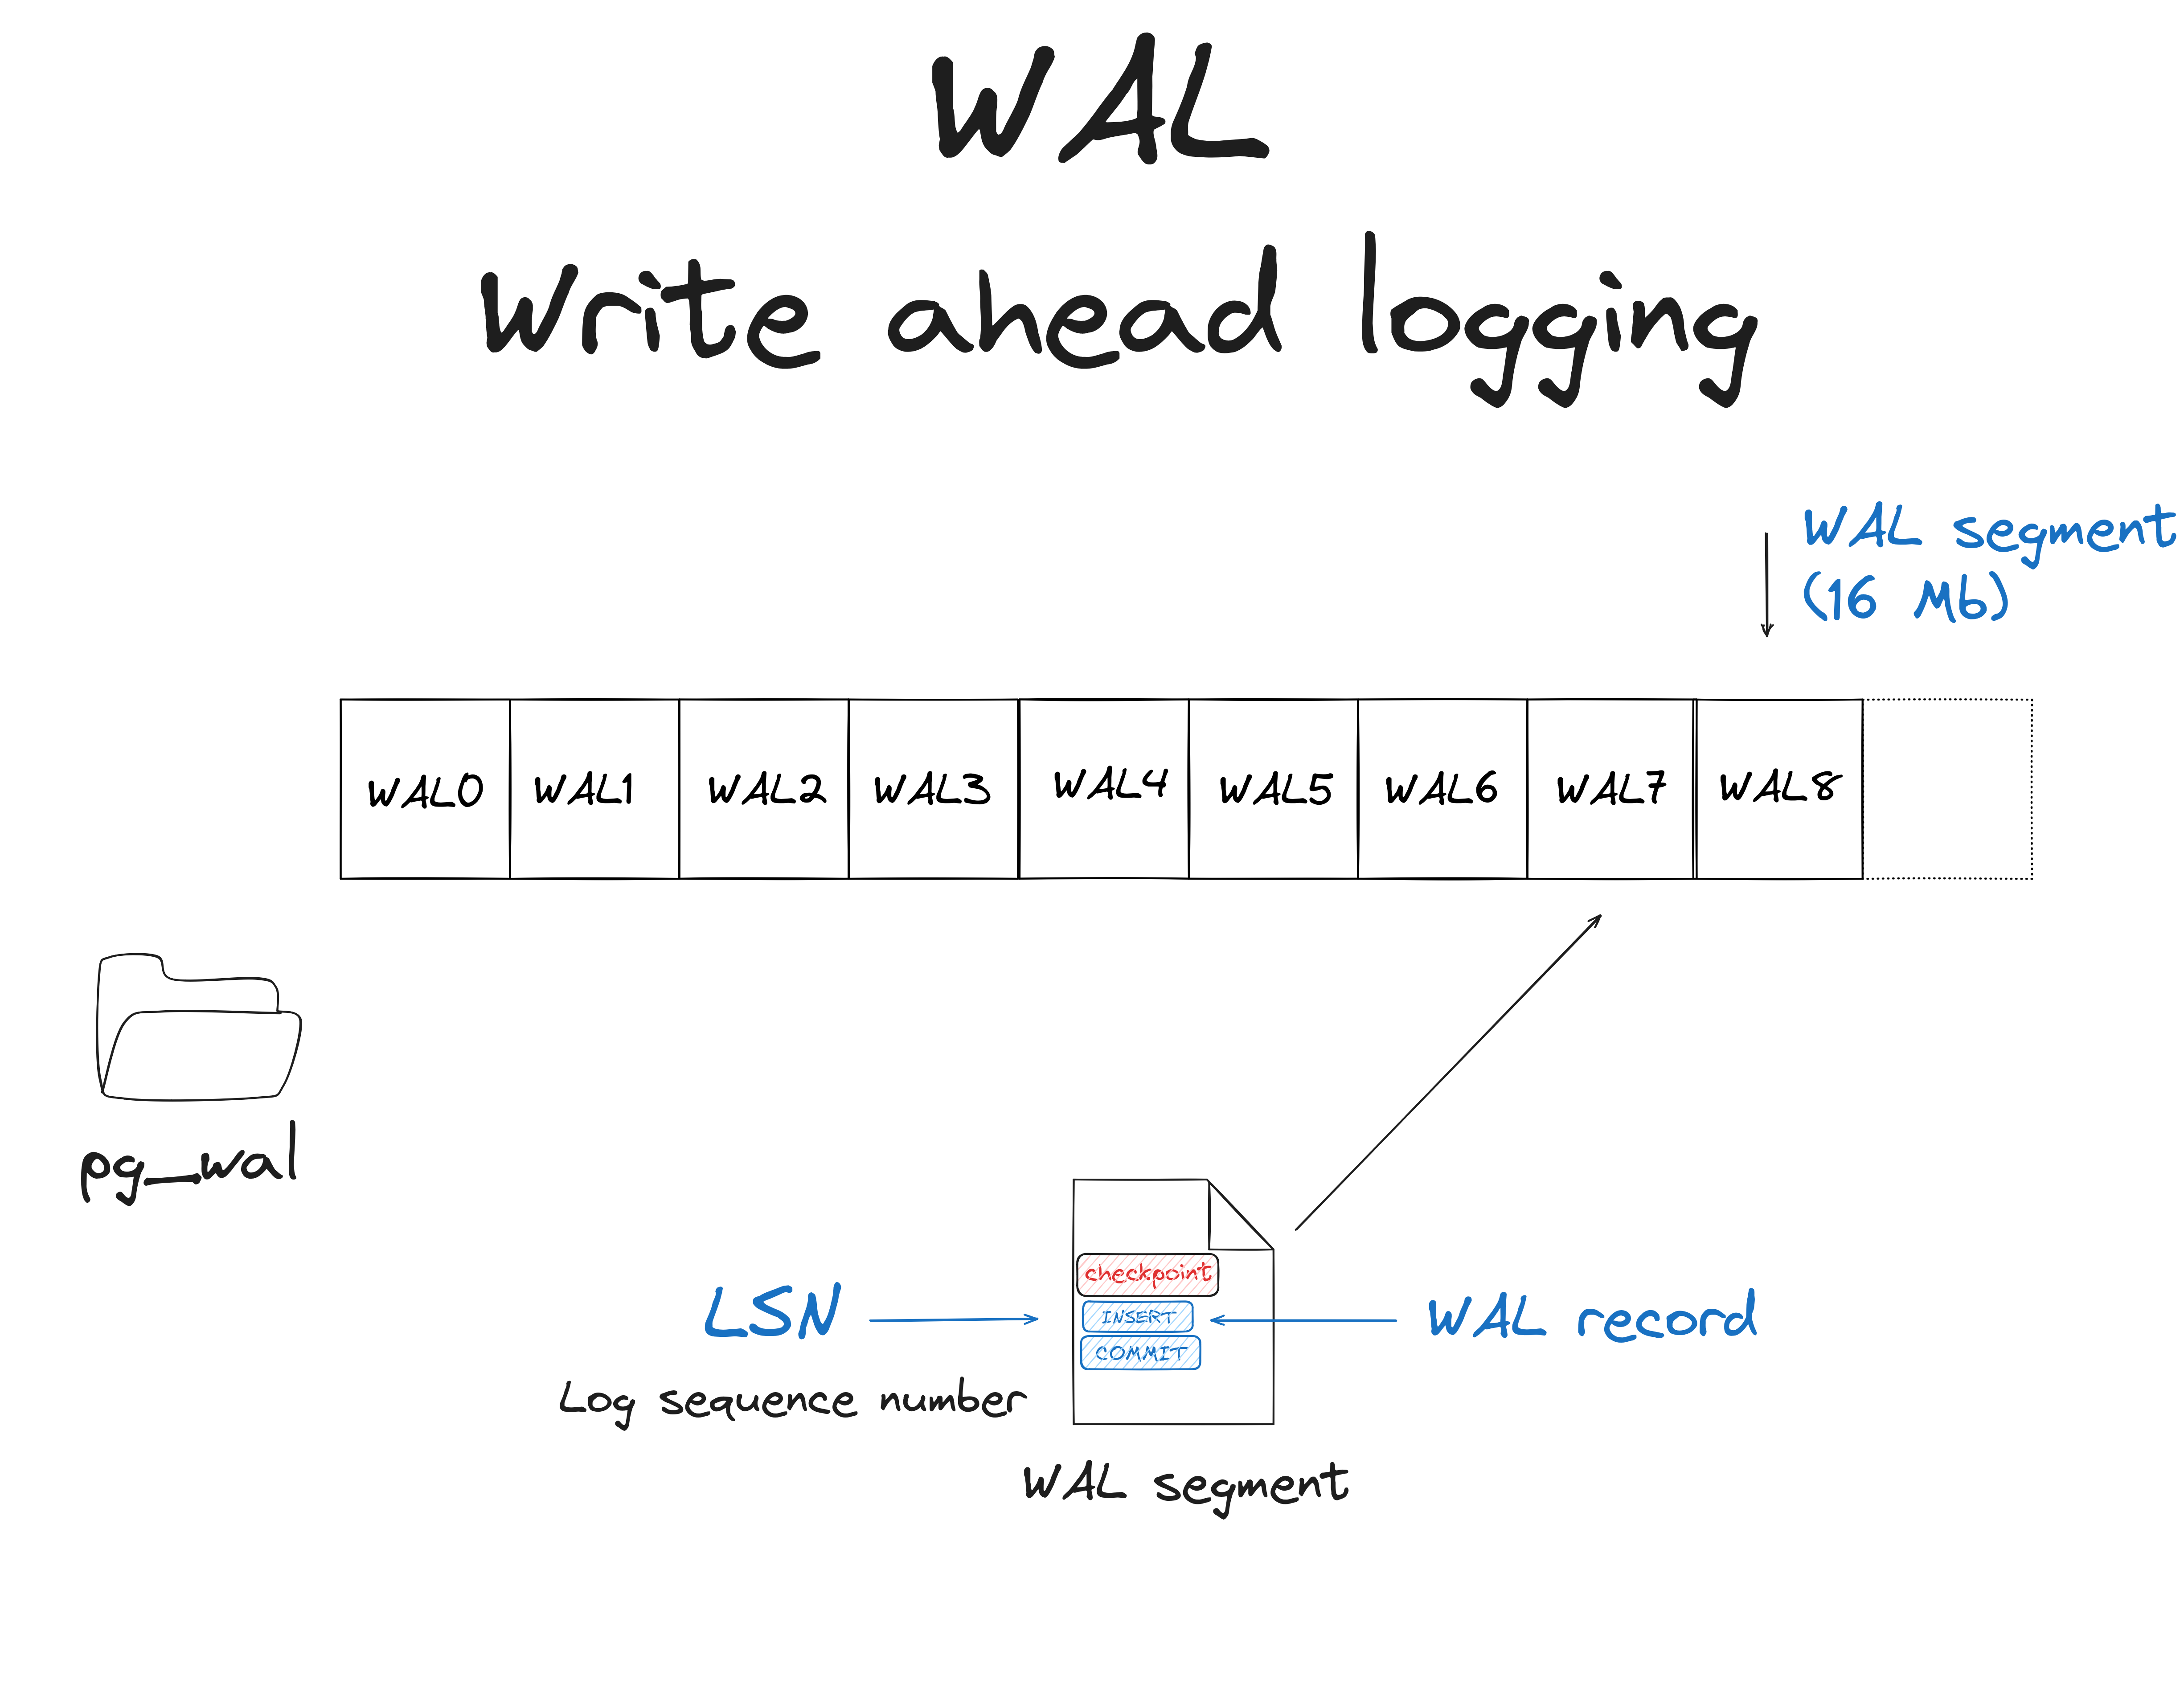 WAL
Write ahead logging
WAL segment
(16 Mb)
WAL0 WAL1 WAL2 WAL3 WAL4 WAL5 WAL6 WAL7 WAL8
pg_wal
checkpoint
LSN
INSERT
WAL record
COMMIT
Log sequence number
WAL segment